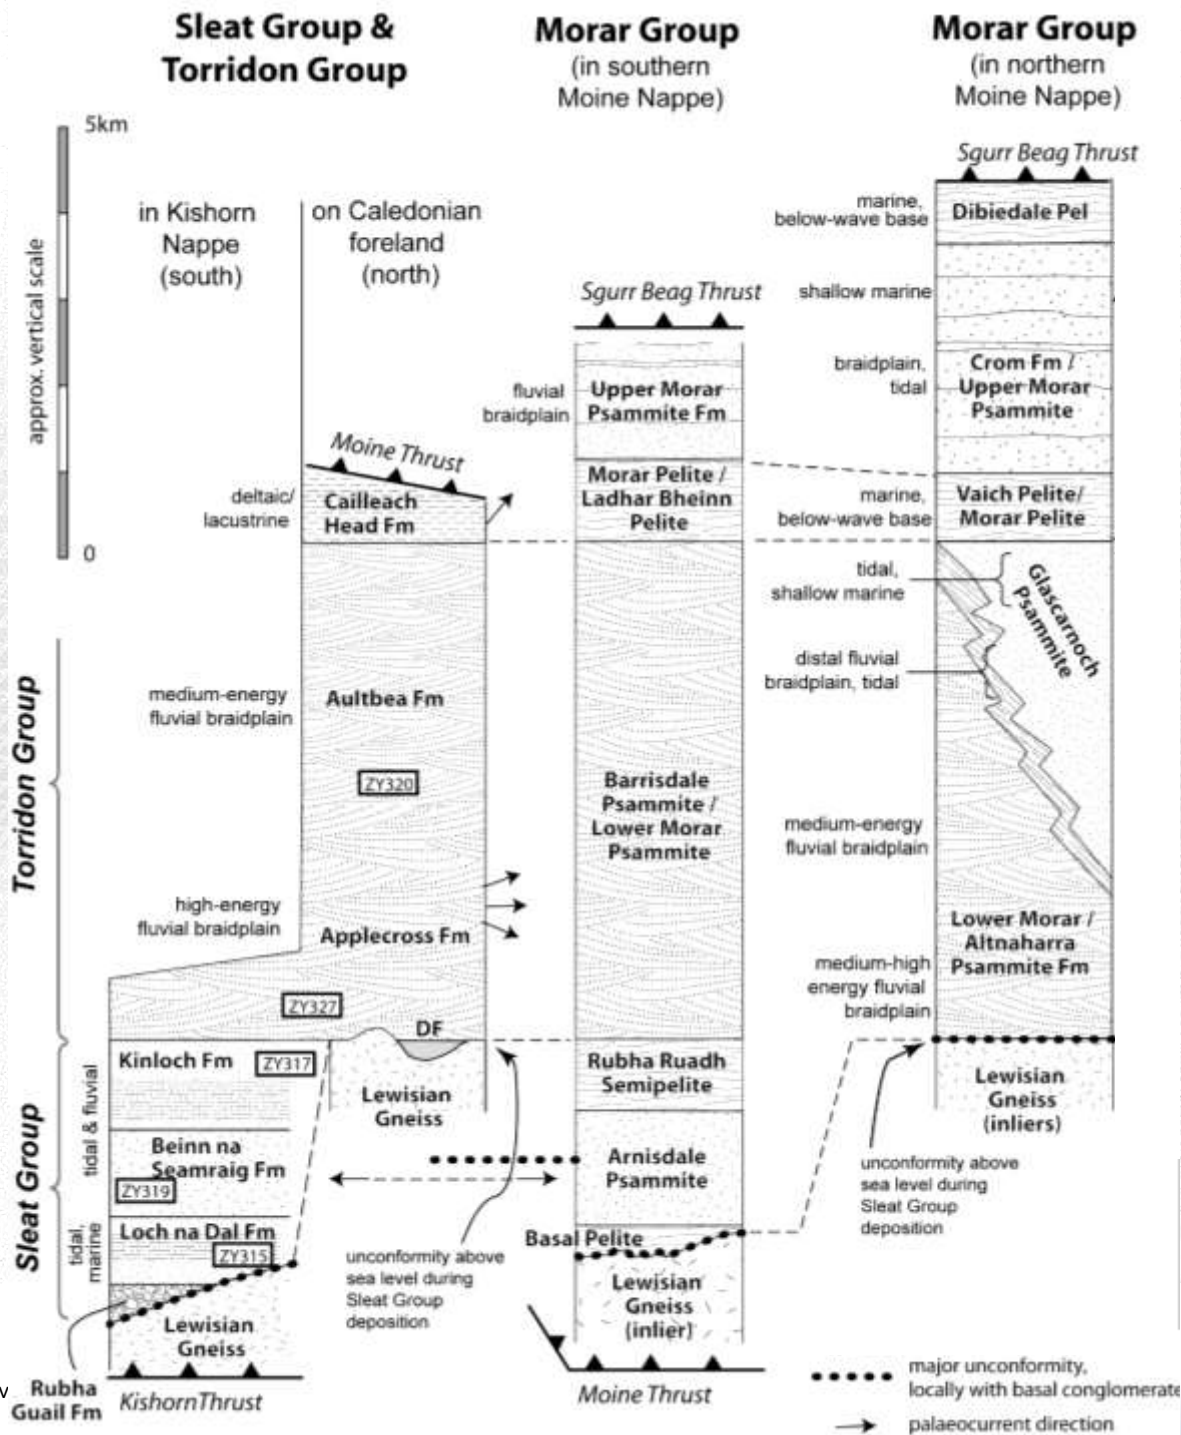 Sleat Group &
Torridon Group
Morar Group
(in southern
Moine Nappe)
Morar Group
(in northern
Moine Nappe)
5km
0
approx. vertical scale
in Kishorn
Nappe
(south)
on Caledonian
foreland
(north)
Moine Thrust
deltaic/
lacustrine
Cailleach
Head Fm
medium-energy
fluvial braidplain
Aultbea Fm
ZY320
high-energy
fluvial braidplain
Applecross Fm
ZY327
DF
Torridon Group
Sleat Group
tidal & fluvial
tidal,
marine
Kinloch Fm
ZY317
Beinn na
Seamraig Fm
ZY319
Loch na Dal Fm
ZY315
Lewisian
Gneiss
Lewisian
Gneiss
Rubha
Guail Fm
Kishorn Thrust
unconformity above
sea level during
Sleat Group
deposition
Sgurr Beag Thrust
fluvial
braidplain
Upper Morar
Psammite Fm
Morar Pelite /
Ladhar Bheinn
Pelite
Barrisdale
Psammite /
Lower Morar
Psammite
Rubha Ruadh
Semipelite
Arnisdale
Psammite
Basal Pelite
Lewisian
Gneiss
(inlier)
Moine Thrust
Sgurr Beag Thrust
marine,
below-wave base
Dibiedale Pel
shallow marine
braidplain,
tidal
Crom Fm /
Upper Morar
Psammite
marine,
below-wave base
Vaich Pelite/
Morar Pelite
tidal,
shallow marine
Glascarnoch
Psammite
distal fluvial
braidplain, tidal
medium-energy
fluvial braidplain
Lower Morar /
Altnaharra
Psammite Fm
medium-high
energy fluvial
braidplain
Lewisian
Gneiss
(inliers)
unconformity above
sea level during
Sleat Group
deposition
major unconformity,
locally with basal conglomerate
palaeocurrent direction